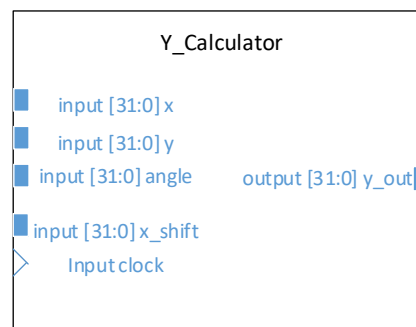 Y_Calculator
input [31:0] x
input [31:0] y
input [31:0] angle
output [31:0] y_out
input [31:0] x_shift
Input clock